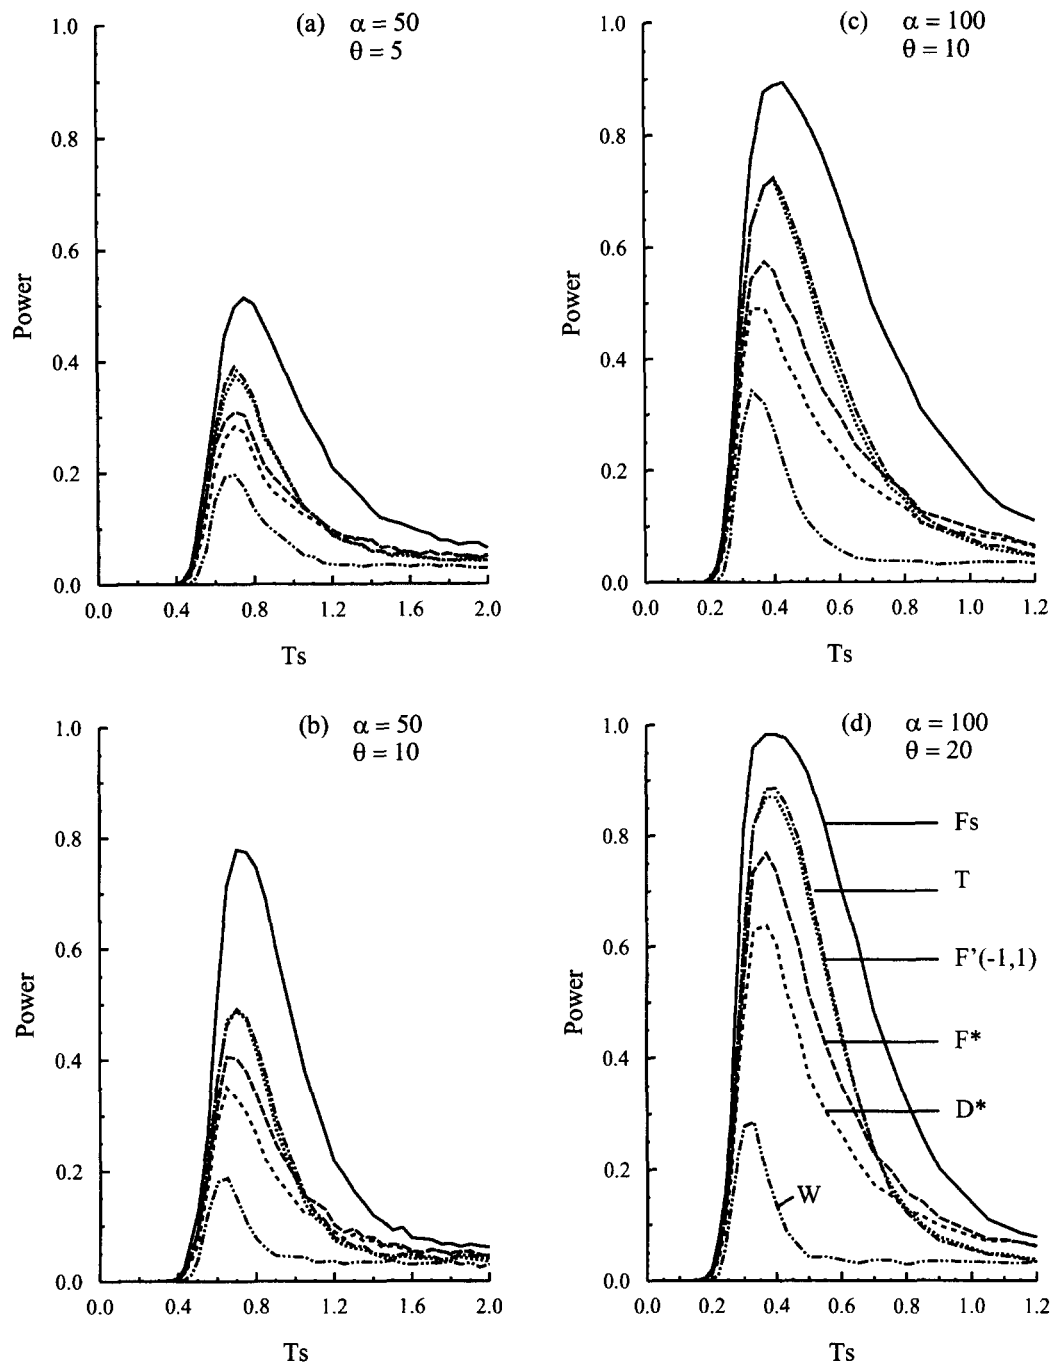 (a) α = 50
θ = 5
1.0
0.8
0.6
0.4
0.2
0.0
Power
0.0 0.4 0.8 1.2 1.6 2.0
Ts
(c) α = 100
θ = 10
1.0
0.8
0.6
0.4
0.2
0.0
Power
0.0 0.2 0.4 0.6 0.8 1.0 1.2
Ts
(b) α = 50
θ = 10
1.0
0.8
0.6
0.4
0.2
0.0
Power
0.0 0.4 0.8 1.2 1.6 2.0
Ts
(d) α = 100
θ = 20
1.0
0.8
0.6
0.4
0.2
0.0
Power
Fs
T
F'(-1,1)
F*
D*
W
0.0 0.2 0.4 0.6 0.8 1.0 1.2
Ts